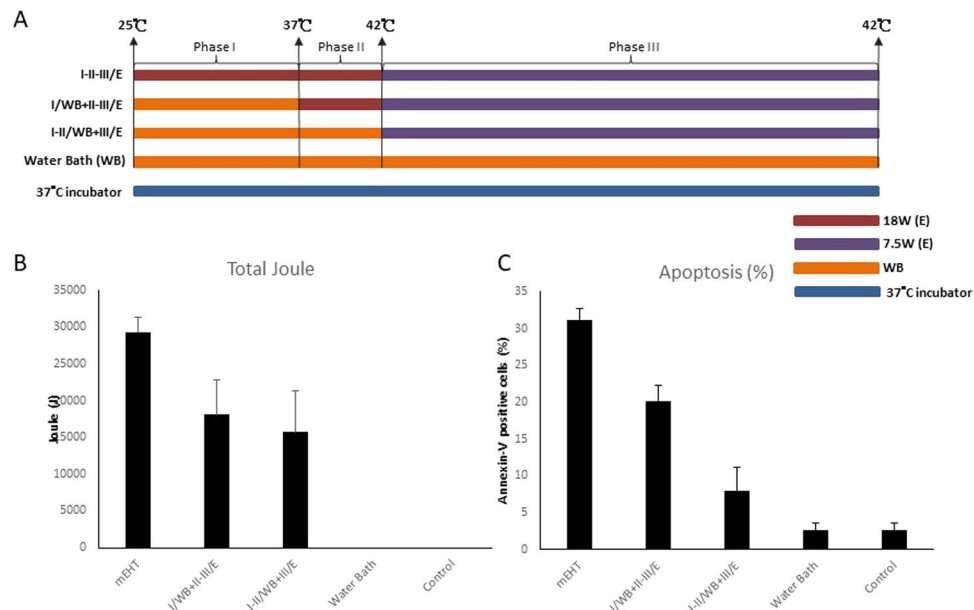 A
25℃ 37℃ 42℃ 42℃
Phase I Phase II Phase III
I-II-III/E
I/WB+II-III/E
I-II/WB+III/E
Water Bath (WB)
37°C incubator
18W (E)
7.5W (E)
WB
37°C incubator
B
Total Joule
35000
30000
25000
20000
15000
10000
5000
0
Joule (J)
mEHT
I/WB+II-III/E
I-II/WB+III/E
Water Bath
Control
C
Apoptosis (%)
35
30
25
20
15
10
5
0
Annexin-V positive cells (%)
mEHT
I/WB+II-III/E
I-II/WB+III/E
Water Bath
Control